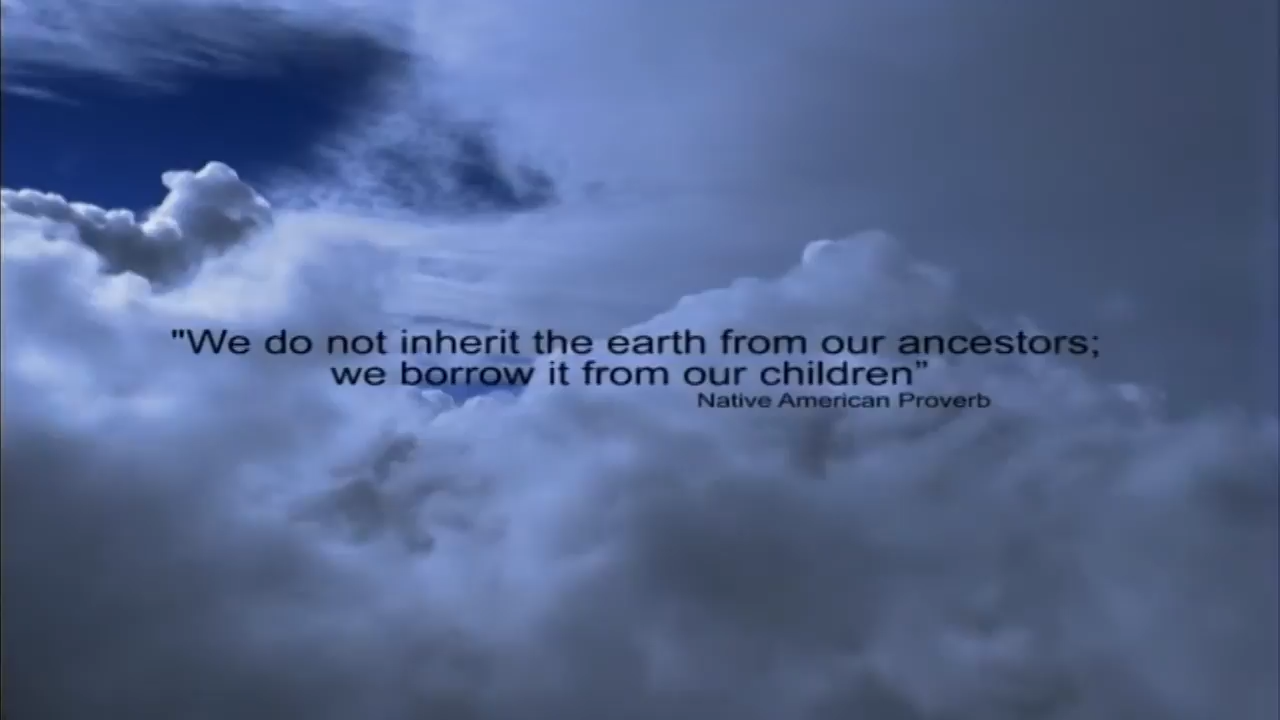 "We do not inherit the earth from our ancestors;
we borrow it from our children”
Native American Proverb